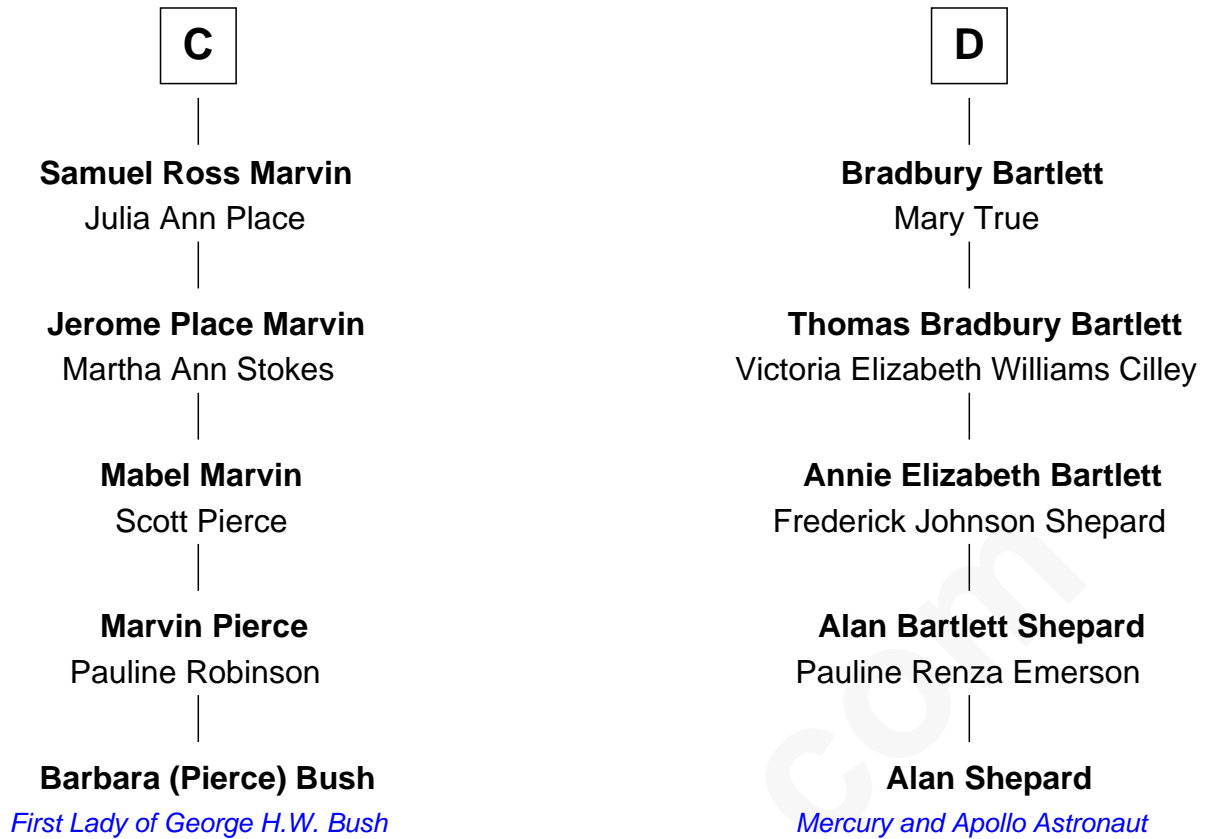 C
Samuel Ross Marvin
Julia Ann Place
Jerome Place Marvin
Martha Ann Stokes
Mabel Marvin
Scott Pierce
Marvin Pierce
Pauline Robinson
Barbara (Pierce) Bush
First Lady of George H.W. Bush
D
Bradbury Bartlett
Mary True
Thomas Bradbury Bartlett
Victoria Elizabeth Williams Cilley
Annie Elizabeth Bartlett
Frederick Johnson Shepard
Alan Bartlett Shepard
Pauline Renza Emerson
Alan Shepard
Mercury and Apollo Astronaut
com